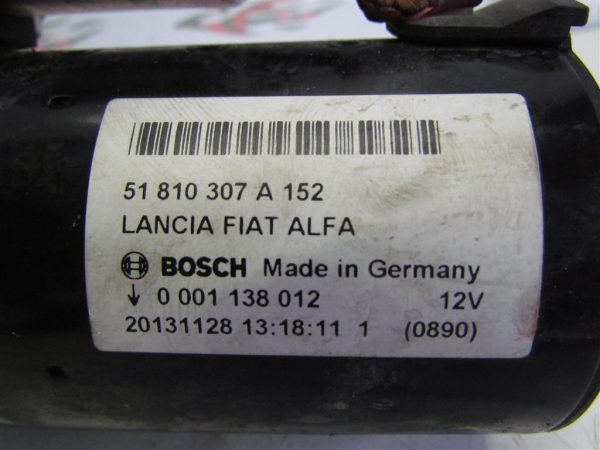 51 810 307 A 152
LANCIA FIAT ALFA
BOSCH Made in Germany
↓ 0 001 138 012 12V
20131128 13:18:11 1 (0890)